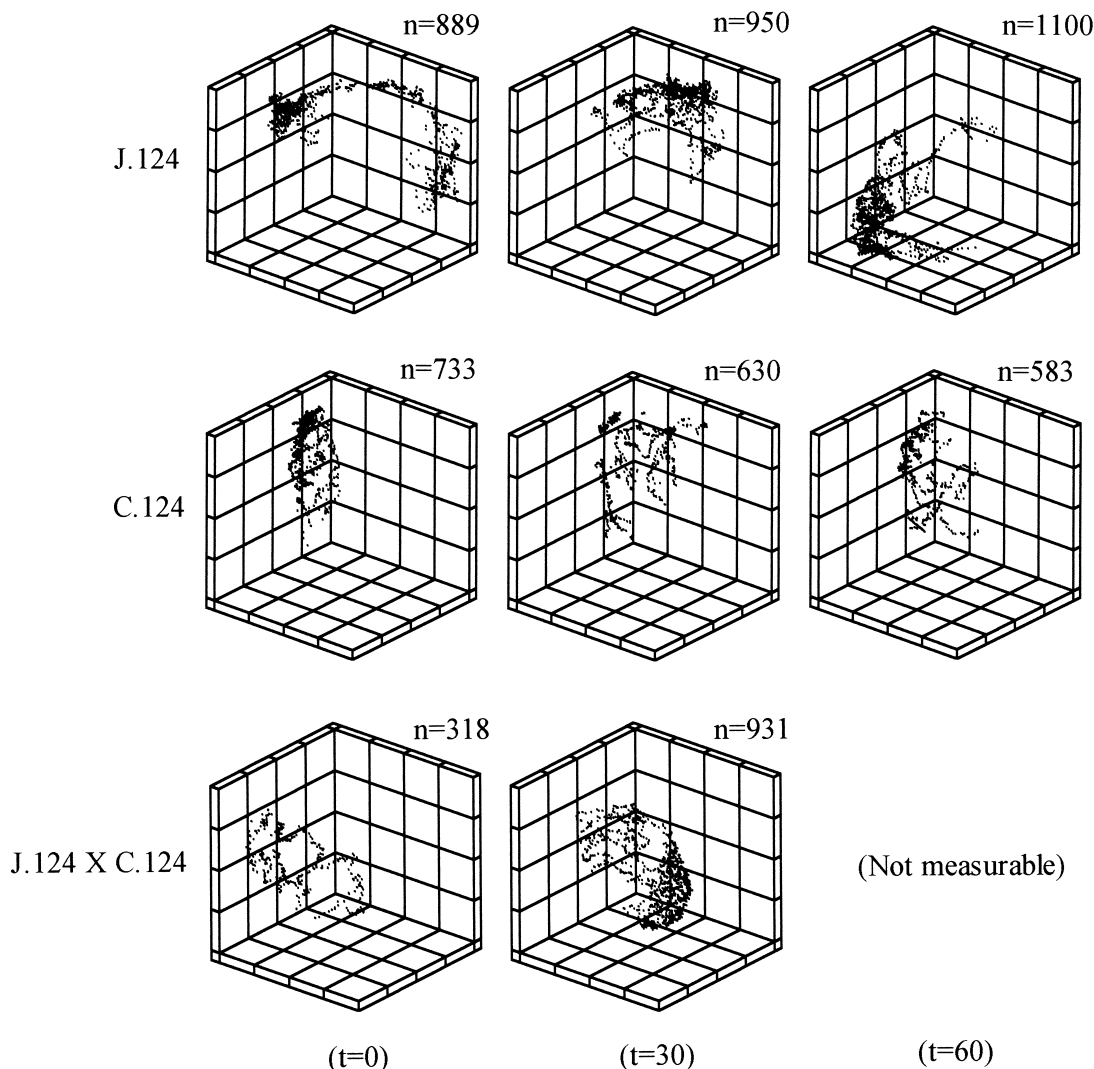 n=889
n=950
n=1100
J.124
n=733
n=630
n=583
C.124
n=318
n=931
J.124 X C.124
(Not measurable)
(t=0)
(t=30)
(t=60)